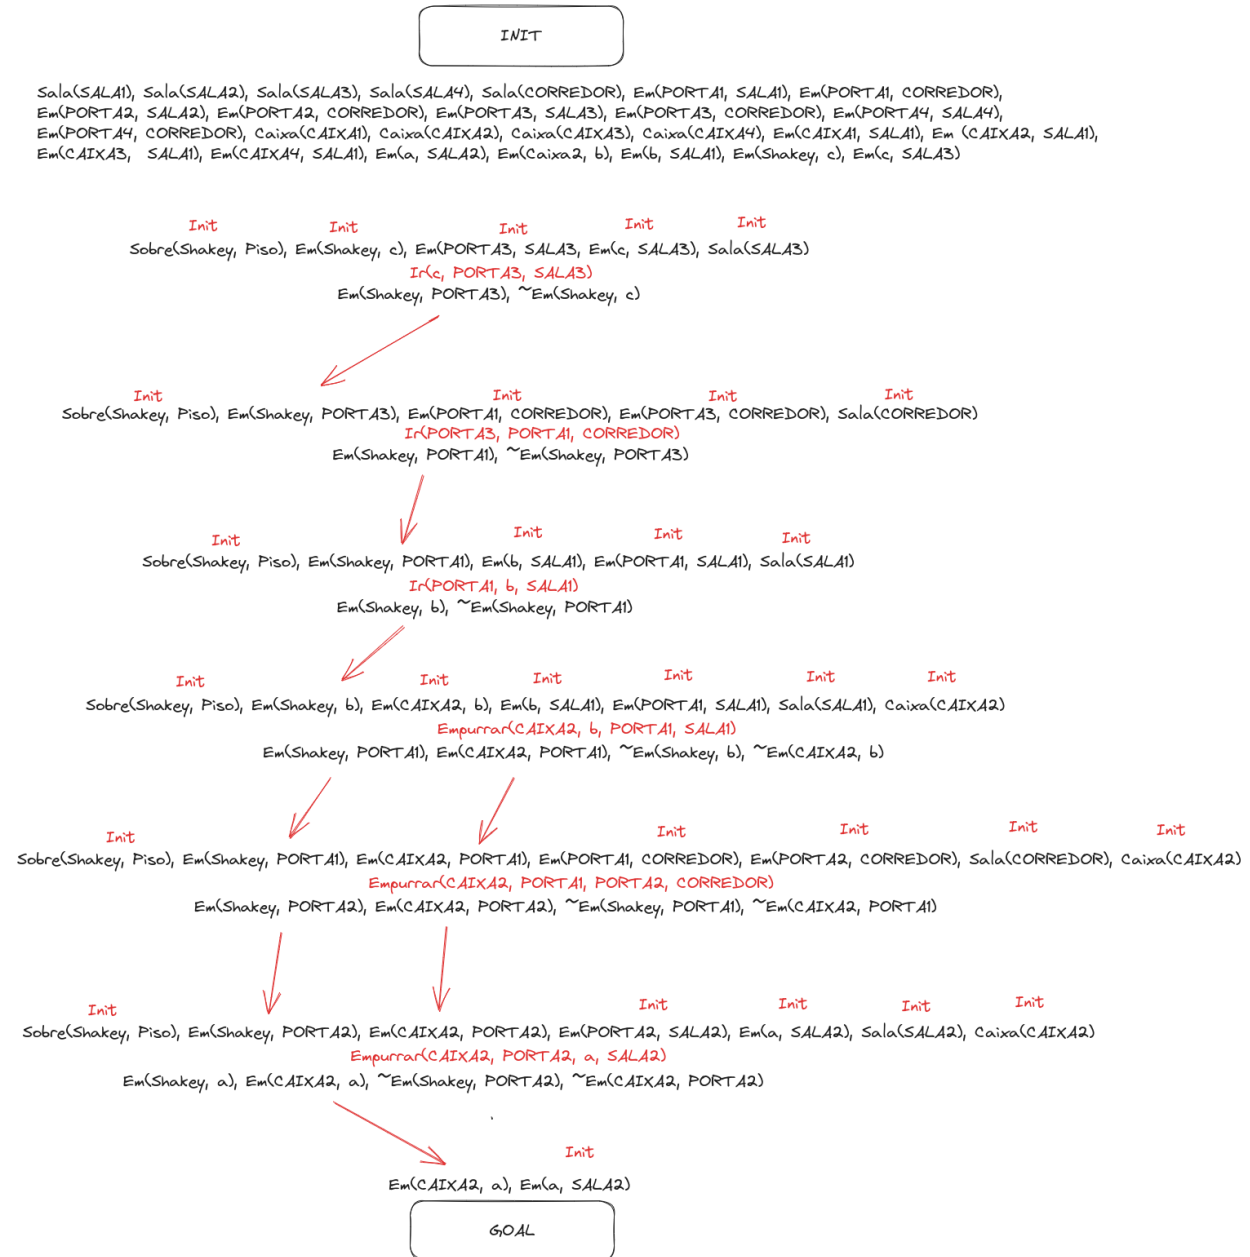 INIT
Sala(SALA1), Sala(SALA2), Sala(SALA3), Sala(SALA4), Sala(CORREDOR), Em(PORTA1, SALA1), Em(PORTA1, CORREDOR),
Em(PORTA2, SALA2), Em(PORTA2, CORREDOR), Em(PORTA3, SALA3), Em(PORTA3, CORREDOR), Em(PORTA4, SALA4),
Em(PORTA4, CORREDOR), Caixa(CAIXA1), Caixa(CAIXA2), Caixa(CAIXA3), Caixa(CAIXA4), Em(CAIXA1, SALA1), Em (CAIXA2, SALA1),
Em(CAIXA3, SALA1), Em(CAIXA4, SALA1), Em(a, SALA2), Em(Caixa2, b), Em(b, SALA1), Em(Shakey, c), Em(c, SALA3)
Init Init Init Init Init
Sobre(Shakey, Piso), Em(Shakey, c), Em(PORTA3, SALA3, Em(c, SALA3), Sala(SALA3)
Ir(c, PORTA3, SALA3)
Em(Shakey, PORTA3), ~Em(Shakey, c)
Init Init Init Init
Sobre(Shakey, Piso), Em(Shakey, PORTA3), Em(PORTA1, CORREDOR), Em(PORTA3, CORREDOR), Sala(CORREDOR)
Ir(PORTA3, PORTA1, CORREDOR)
Em(Shakey, PORTA1), ~Em(Shakey, PORTA3)
Init Init Init Init
Sobre(Shakey, Piso), Em(Shakey, PORTA1), Em(b, SALA1), Em(PORTA1, SALA1), Sala(SALA1)
Ir(PORTA1, b, SALA1)
Em(Shakey, b), ~Em(Shakey, PORTA1)
Init Init Init Init Init Init
Sobre(Shakey, Piso), Em(Shakey, b), Em(CAIXA2, b), Em(b, SALA1), Em(PORTA1, SALA1), Sala(SALA1), Caixa(CAIXA2)
Empurrar(CAIXA2, b, PORTA1, SALA1)
Em(Shakey, PORTA1), Em(CAIXA2, PORTA1), ~Em(Shakey, b), ~Em(CAIXA2, b)
Init Init Init Init Init
Sobre(Shakey, Piso), Em(Shakey, PORTA1), Em(CAIXA2, PORTA1), Em(PORTA1, CORREDOR), Em(PORTA2, CORREDOR), Sala(CORREDOR), Caixa(CAIXA2)
Empurrar(CAIXA2, PORTA1, PORTA2, CORREDOR)
Em(Shakey, PORTA2), Em(CAIXA2, PORTA2), ~Em(Shakey, PORTA1), ~Em(CAIXA2, PORTA1)
Init Init Init Init Init
Sobre(Shakey, Piso), Em(Shakey, PORTA2), Em(CAIXA2, PORTA2), Em(PORTA2, SALA2), Em(a, SALA2), Sala(SALA2), Caixa(CAIXA2)
Empurrar(CAIXA2, PORTA2, a, SALA2)
Em(Shakey, a), Em(CAIXA2, a), ~Em(Shakey, PORTA2), ~Em(CAIXA2, PORTA2)
Init
Em(CAIXA2, a), Em(a, SALA2)
GOAL